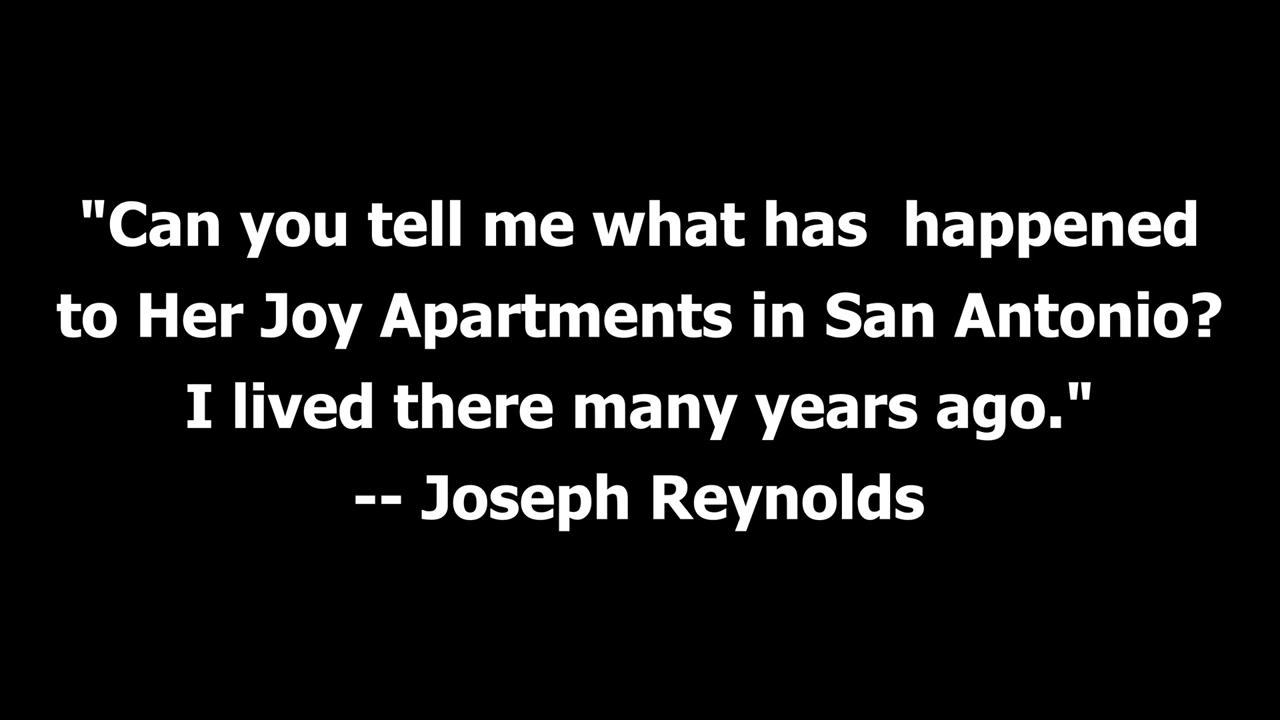 "Can you tell me what has  happened
to Her Joy Apartments in San Antonio?
I lived there many years ago."
-- Joseph Reynolds